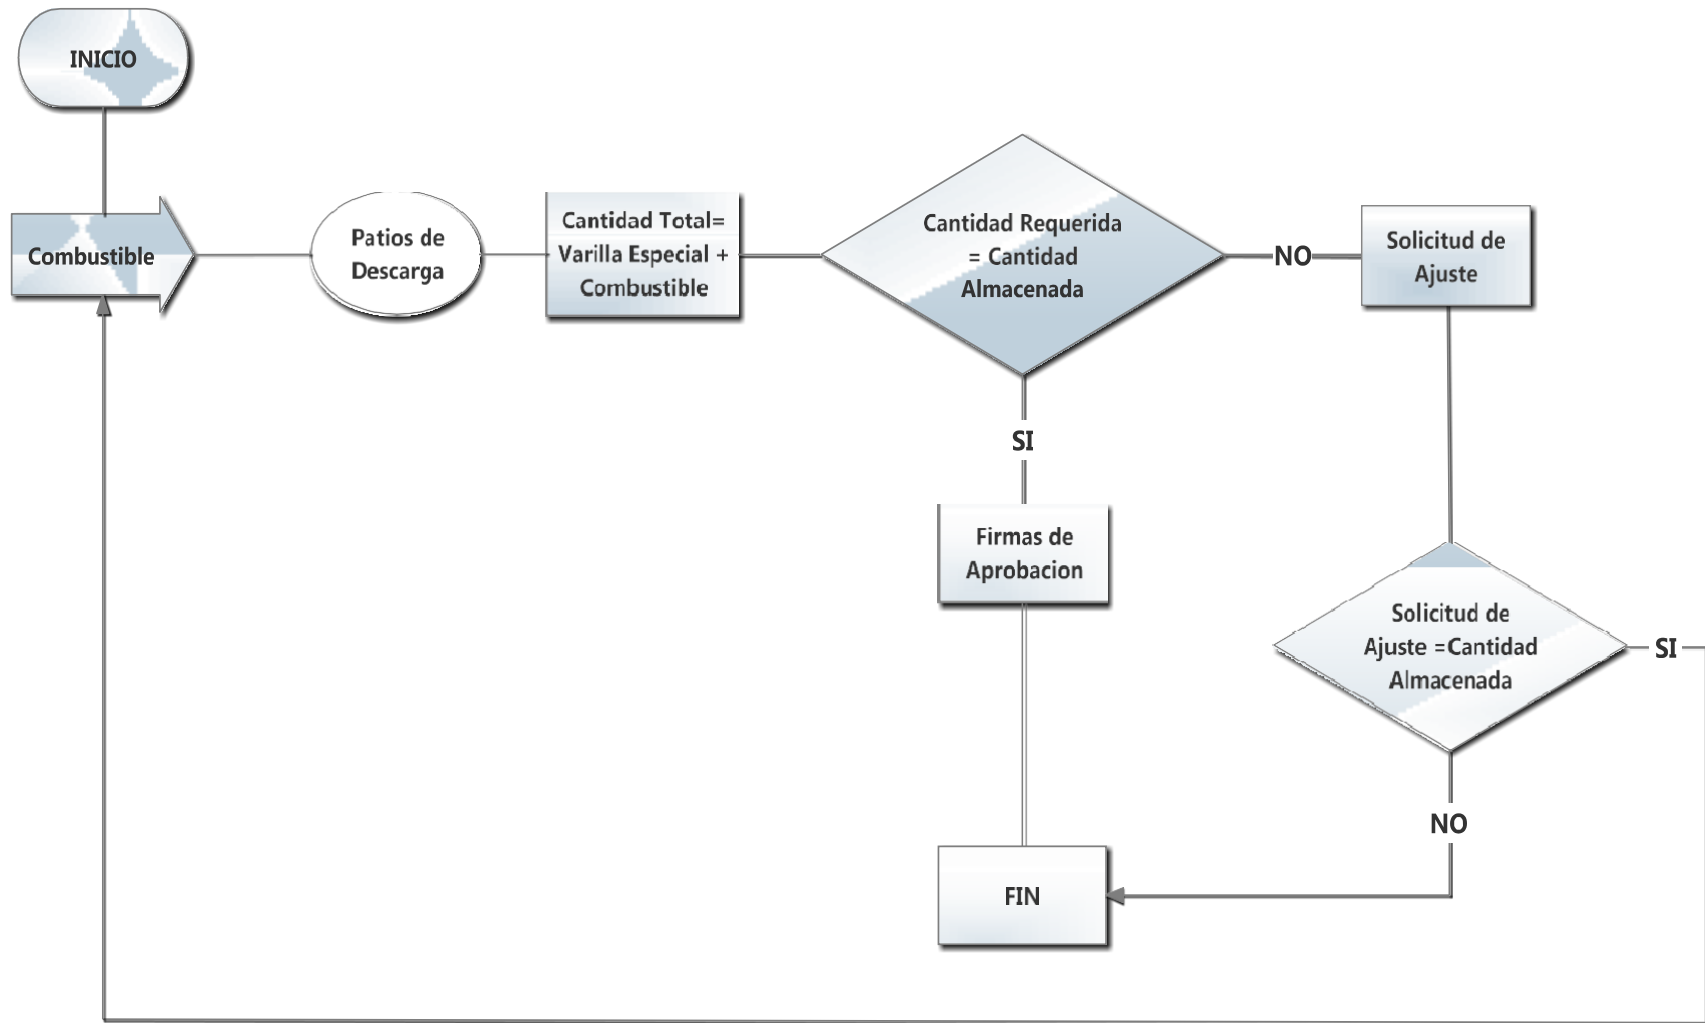 INICIO
Combustible
Patios de
Descarga
Cantidad Total=
Varilla Especial +
Combustible
Cantidad Requerida
= Cantidad
Almacenada
NO
Solicitud de
Ajuste
SI
Firmas de
Aprobacion
Solicitud de
Ajuste =Cantidad
Almacenada
SI
NO
FIN